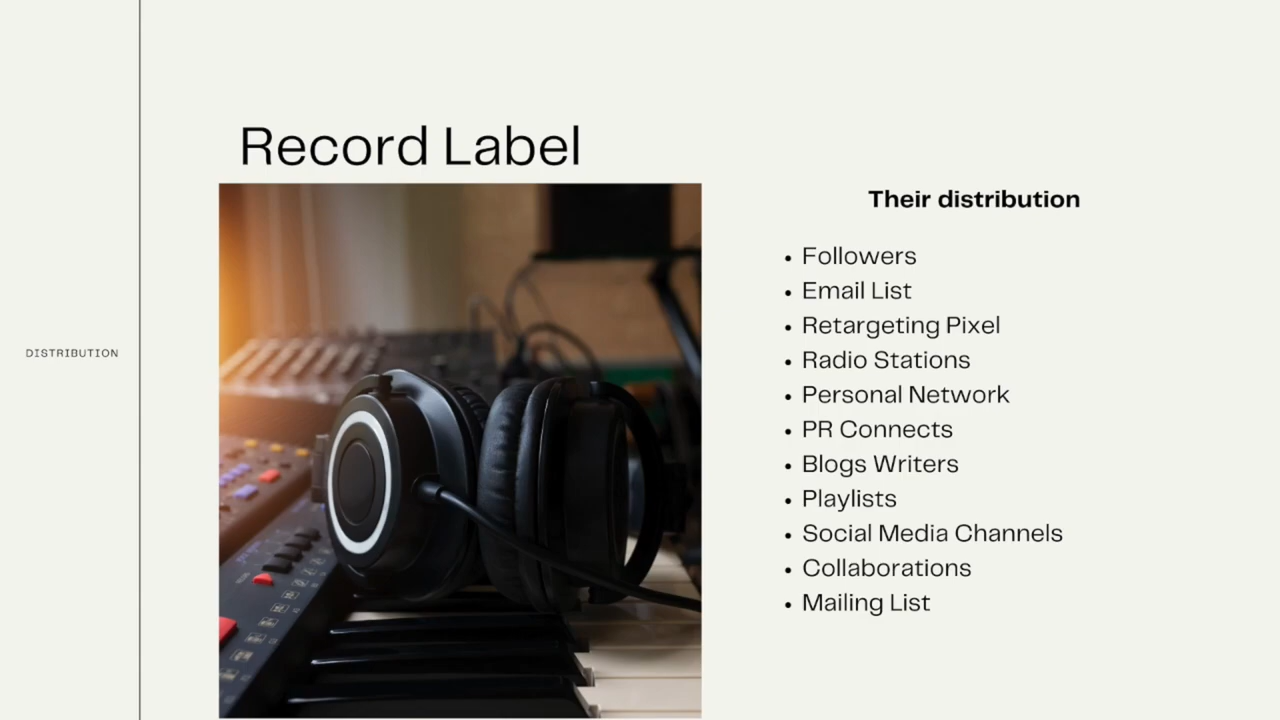 DISTRIBUTION
Record Label
Their distribution
• Followers
• Email List
• Retargeting Pixel
• Radio Stations
• Personal Network
• PR Connects
• Blogs Writers
• Playlists
• Social Media Channels
• Collaborations
• Mailing List